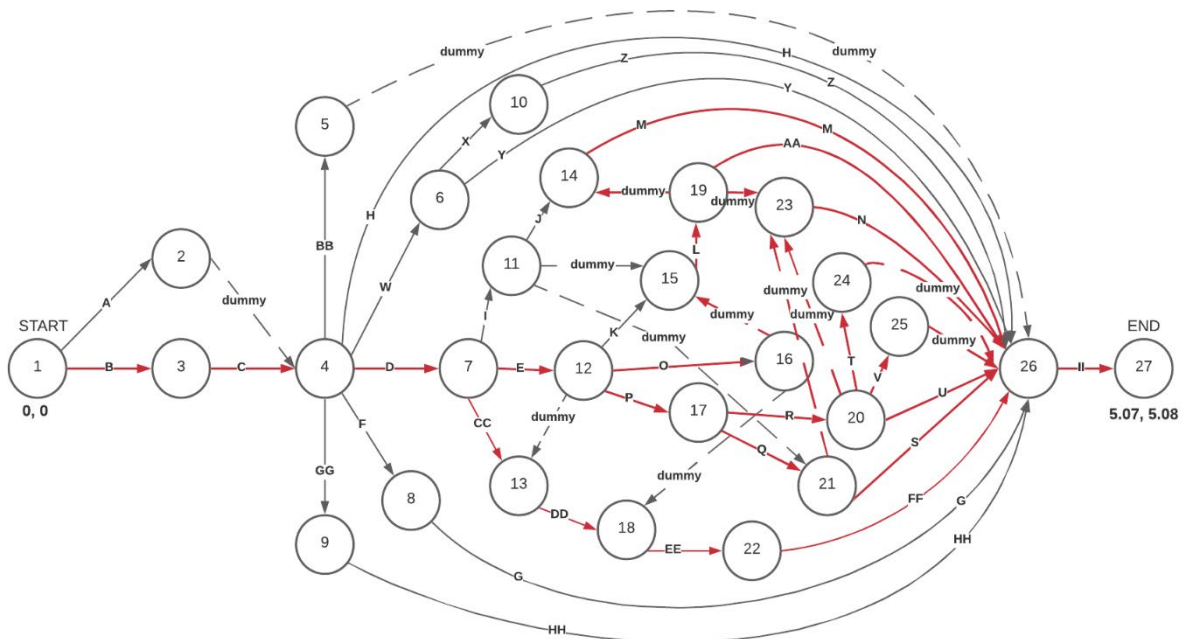 H
dummy
dummy
Z
H
Z
5
10
Y
X
M
M
Y
AA
14
19
23
6
dummy
dummy
H
J
N
BB
2
11
L
W
dummy
15
24
dummy
A
dummy
I
dummy
dummy
25
START
dummy
K
dummy
dummy
END
1
B
3
C
4
D
7
E
12
O
16
T
V
26
II
27
0, 0
P
17
R
20
U
5.07, 5.08
F
CC
dummy
Q
S
GG
8
13
dummy
21
9
DD
18
EE
22
FF
G
HH
G
HH